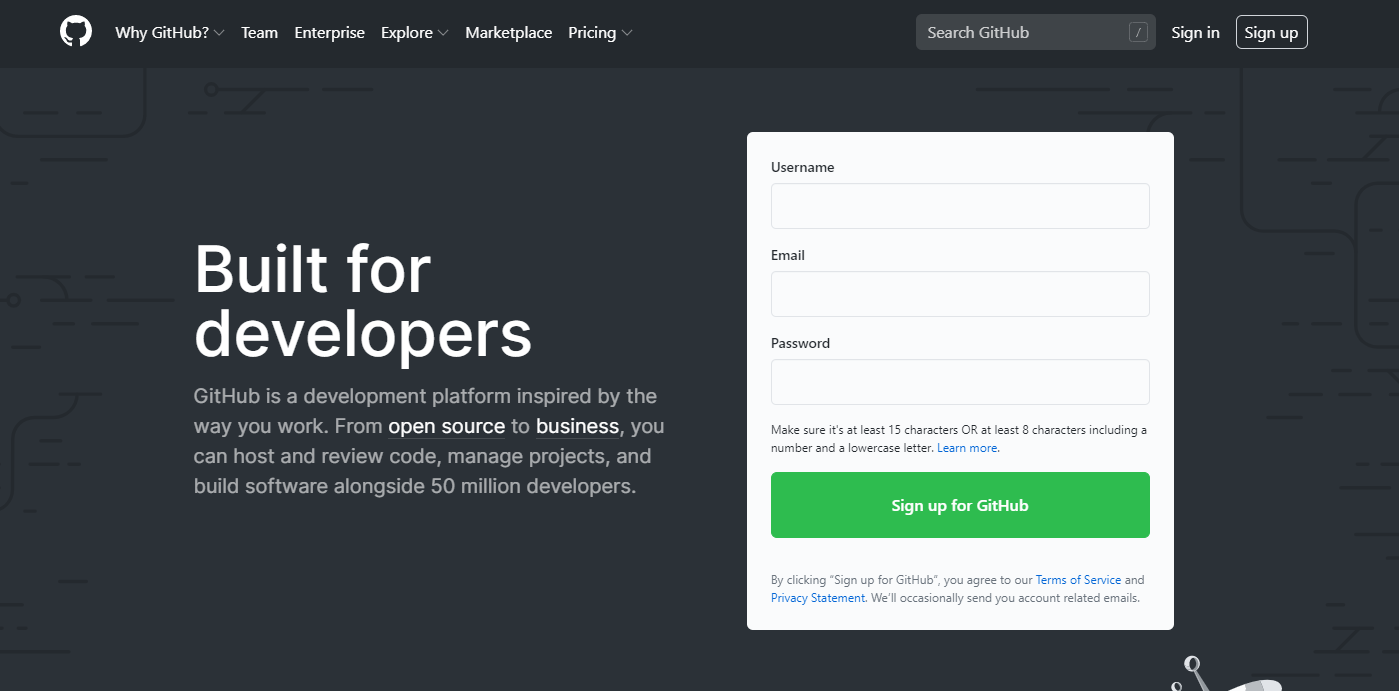 Why GitHub? Team Enterprise Explore Marketplace Pricing Search GitHub / Sign in Sign up
Built for
developers
GitHub is a development platform inspired by the
way you work. From open source to business, you
can host and review code, manage projects, and
build software alongside 50 million developers.
Username
Email
Password
Make sure it's at least 15 characters OR at least 8 characters including a
number and a lowercase letter. Learn more.
Sign up for GitHub
By clicking “Sign up for GitHub”, you agree to our Terms of Service and
Privacy Statement. We’ll occasionally send you account related emails.